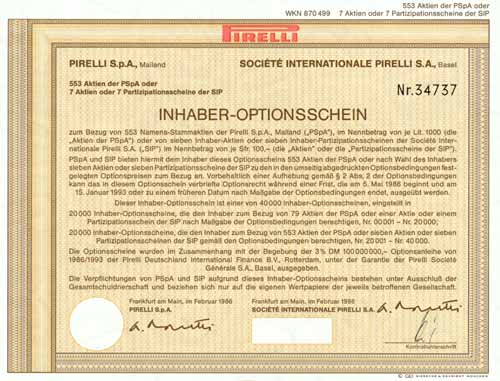 553 Aktien der PSpA oder
WKN 870 499 7 Aktien oder 7 Partizipationsscheine der SIP
PIRELLI
PIRELLI S.p.A., Mailand
SOCIÉTÉ INTERNATIONALE PIRELLI S.A., Basel
553 Aktien der PSpA oder
7 Aktien oder 7 Partizipationsscheine der SIP
Nr.34737
INHABER-OPTIONSSCHEIN
zum Bezug von 553 Namens-Stammaktien der Pirelli S.p.A., Mailand („PSpA"), im Nennbetrag von je Lit. 1000 (die
„Aktien der PSpA") oder von sieben Inhaber-Aktien oder sieben Inhaber-Partizipationsscheinen der Société Inter-
nationale Pirelli S.A. („SIP") im Nennbetrag von je Sfr. 100,– (die „Aktien" oder die „Partizipationsscheine der SIP").
PSpA und SIP bieten hiermit dem Inhaber dieses Optionsscheins 553 Aktien der PSpA oder nach Wahl des Inhabers
sieben Aktien oder sieben Partizipationsscheine der SIP zu den in den umseitig abgedruckten Optionsbedingungen fest-
gelegten Optionspreisen zum Bezug an. Vorbehaltlich einer Aufhebung gemäß § 2 Abs. 2 der Optionsbedingungen
kann das in diesem Optionsschein verbriefte Optionsrecht während einer Frist, die am 5. Mai 1986 beginnt und am
15. Januar 1993 oder zu einem früheren Datum nach Maßgabe der Optionsbedingungen endet, ausgeübt werden.
Dieser Inhaber-Optionsschein ist einer von 40000 Inhaber-Optionsscheinen, eingeteilt in
20000 Inhaber-Optionsscheine, die den Inhaber zum Bezug von 79 Aktien der PSpA oder einer Aktie oder einem
Partizipationsschein der SIP nach Maßgabe der Optionsbedingungen berechtigen, Nr. 00001 – Nr. 20000;
20000 Inhaber-Optionsscheine, die den Inhaber zum Bezug von 553 Aktien der PSpA oder sieben Aktien oder sieben
Partizipationsscheinen der SIP gemäß den Optionsbedingungen berechtigen, Nr. 20001 – Nr. 40000.
Die Optionsscheine wurden im Zusammenhang mit der Begebung der 3% DM 100000000,– Optionsanleihe von
1986/1993 der Pirelli Deutschland International Finance B.V., Rotterdam, unter der Garantie der Pirelli Société
Générale S.A., Basel, ausgegeben.
Die Verpflichtungen von PSpA und SIP aufgrund dieses Inhaber-Optionsscheins bestehen unter Ausschluß der
Gesamtschuldnerschaft und beziehen sich nur auf die eigenen Wertpapiere der jeweils betroffenen Gesellschaft.
Frankfurt am Main, im Februar 1986
PIRELLI S.p.A.
Frankfurt am Main, im Februar 1986
SOCIÉTÉ INTERNATIONALE PIRELLI S.A.
Kontrollunterschrift
GIESECKE & DEVRIENT MÜNCHEN